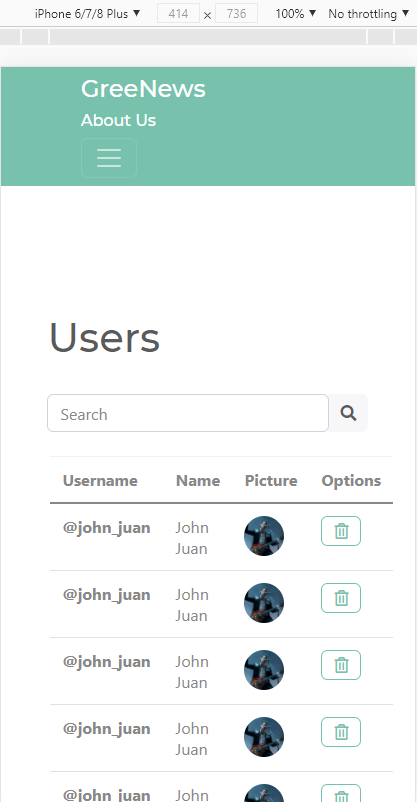 iPhone 6/7/8 Plus ▼ 414 × 736 100% ▼ No throttling ▼
GreeNews
About Us
Users
Search
Username Name Picture Options
@john_juan John Juan
@john_juan John Juan
@john_juan John Juan
@john_juan John Juan
@john_juan John